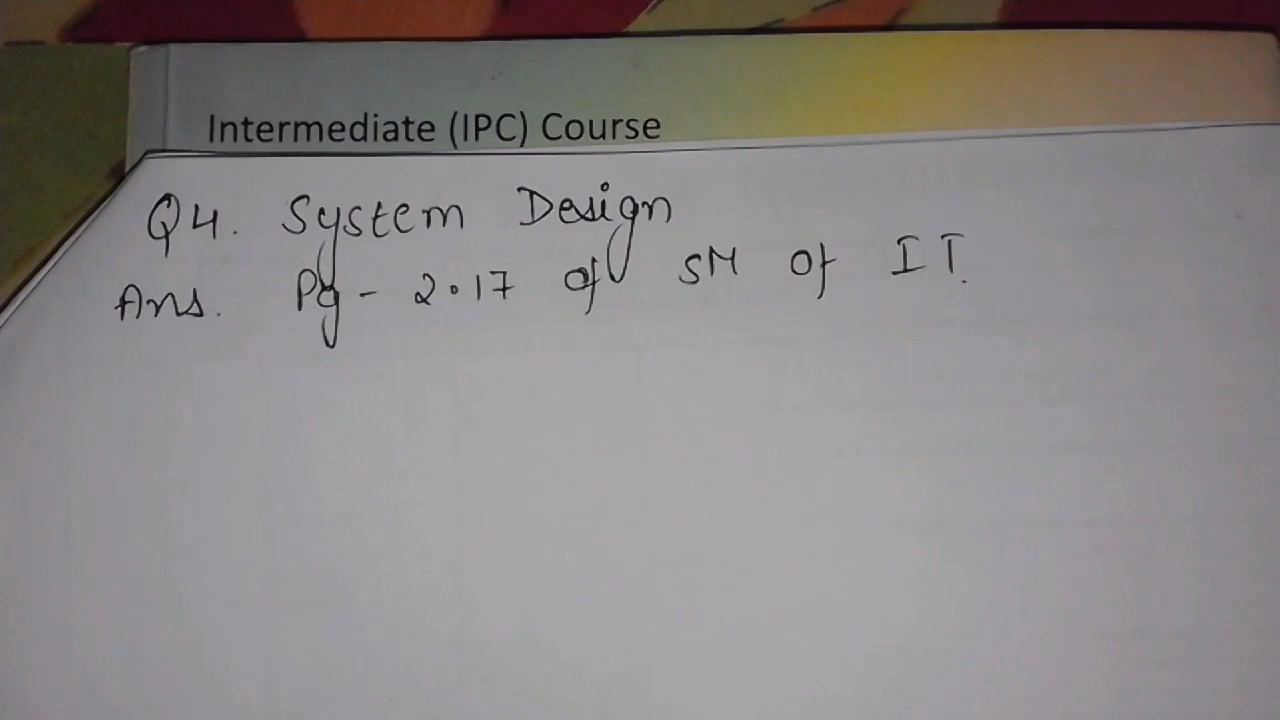 Intermediate (IPC) Course
Q4. System Design
Ans. Pg - 2.17 of SM of IT.